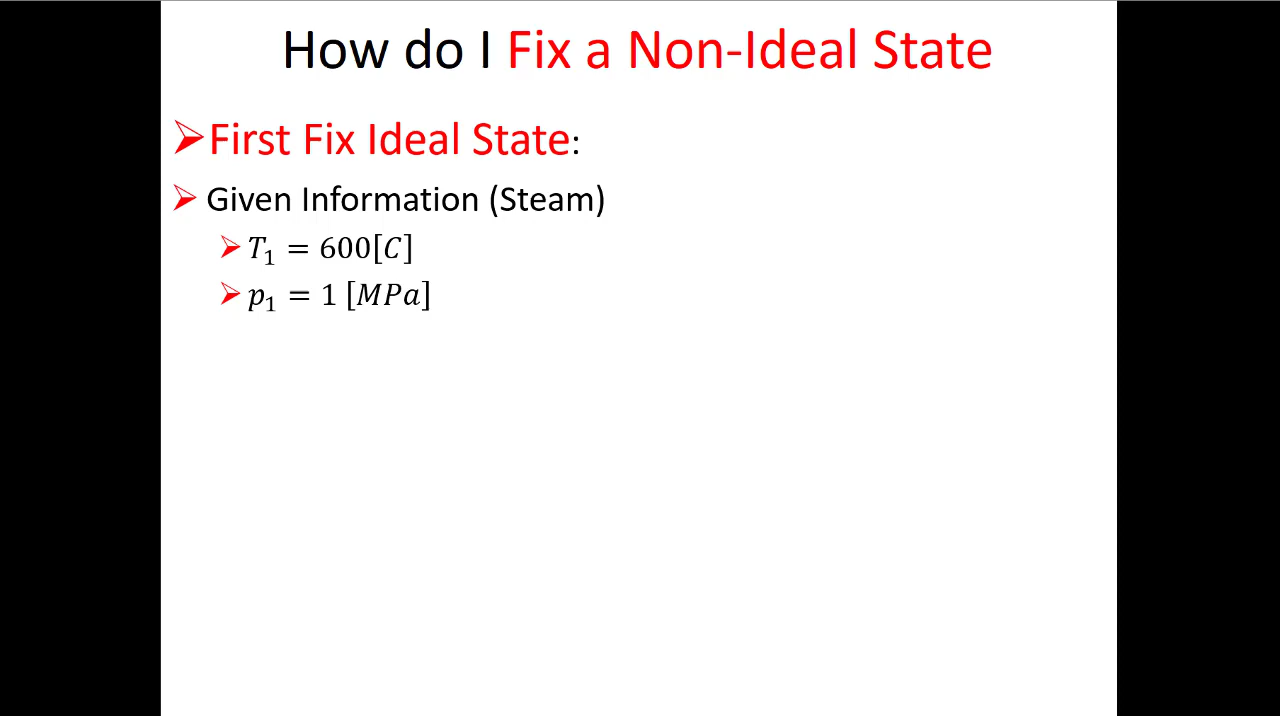 How do I Fix a Non-Ideal State
➢First Fix Ideal State:
➢ Given Information (Steam)
➢ T₁ = 600[C]
➢ p₁ = 1 [MPa]